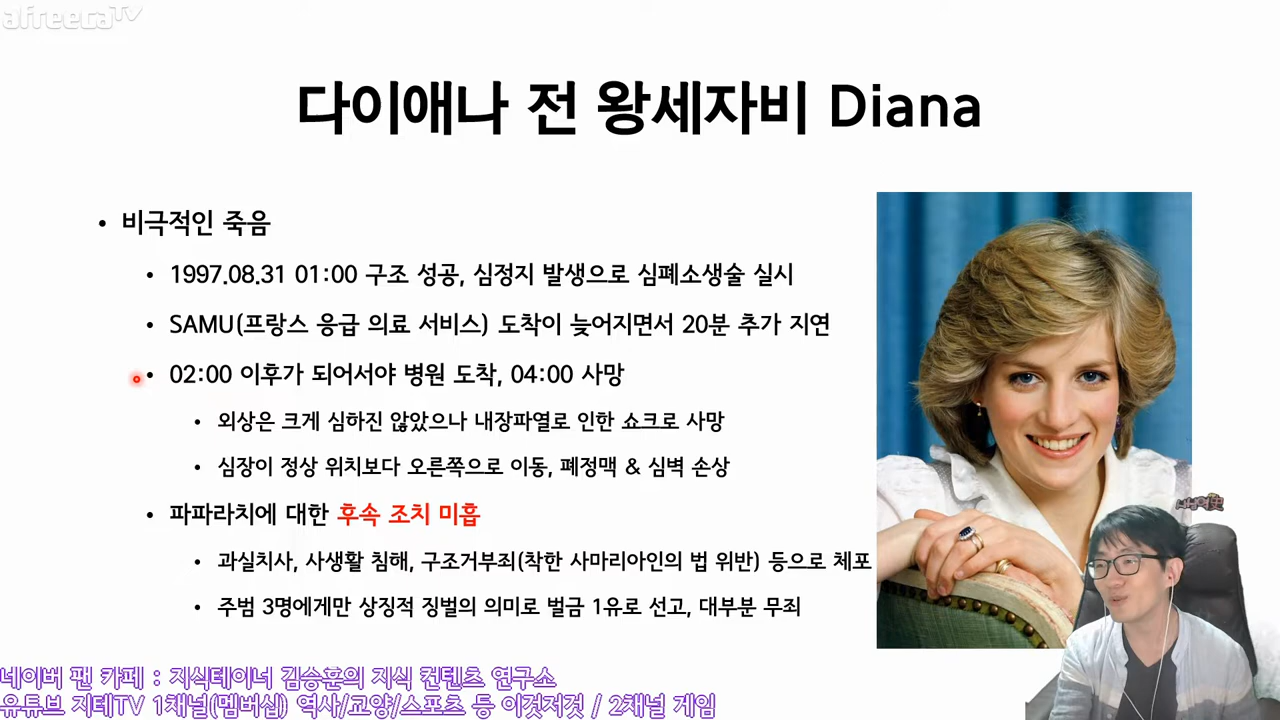 afreecaTV
다이애나 전 왕세자비 Diana
• 비극적인 죽음
• 1997.08.31 01:00 구조 성공, 심정지 발생으로 심폐소생술 실시
• SAMU(프랑스 응급 의료 서비스) 도착이 늦어지면서 20분 추가 지연
• 02:00 이후가 되어서야 병원 도착, 04:00 사망
• 외상은 크게 심하진 않았으나 내장파열로 인한 쇼크로 사망
• 심장이 정상 위치보다 오른쪽으로 이동, 폐정맥 & 심벽 손상
• 파파라치에 대한 후속 조치 미흡
• 과실치사, 사생활 침해, 구조거부죄(착한 사마리아인의 법 위반) 등으로 체포
• 주범 3명에게만 상징적 징벌의 의미로 벌금 1유로 선고, 대부분 무죄
네이버 팬 카페 : 지식테이너 김승훈의 지식 컨텐츠 연구소
유튜브 지테TV 1채널(멤버십) 역사/교양/스포츠 등 이것저것 / 2채널 게임